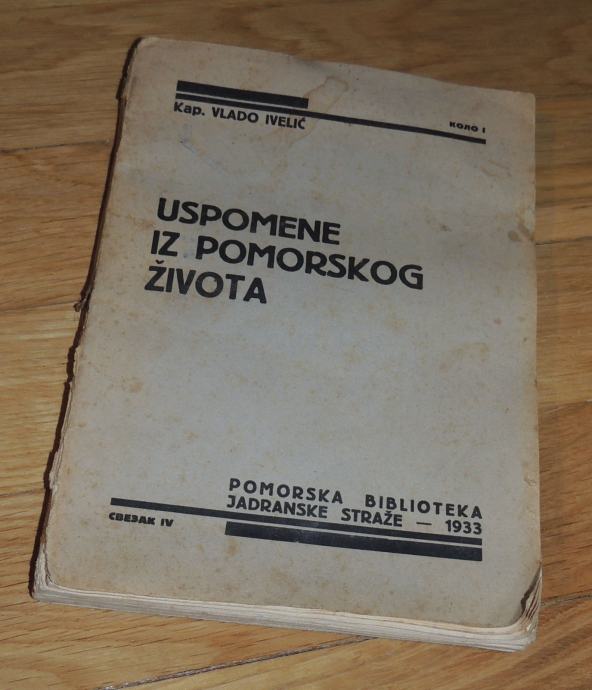 Kap. VLADO IVELIĆ
КОЛО I
USPOMENE
IZ POMORSKOG
ŽIVOTA
POMORSKA BIBLIOTEKA
JADRANSKE STRAŽE — 1933
СВЕЗАК IV